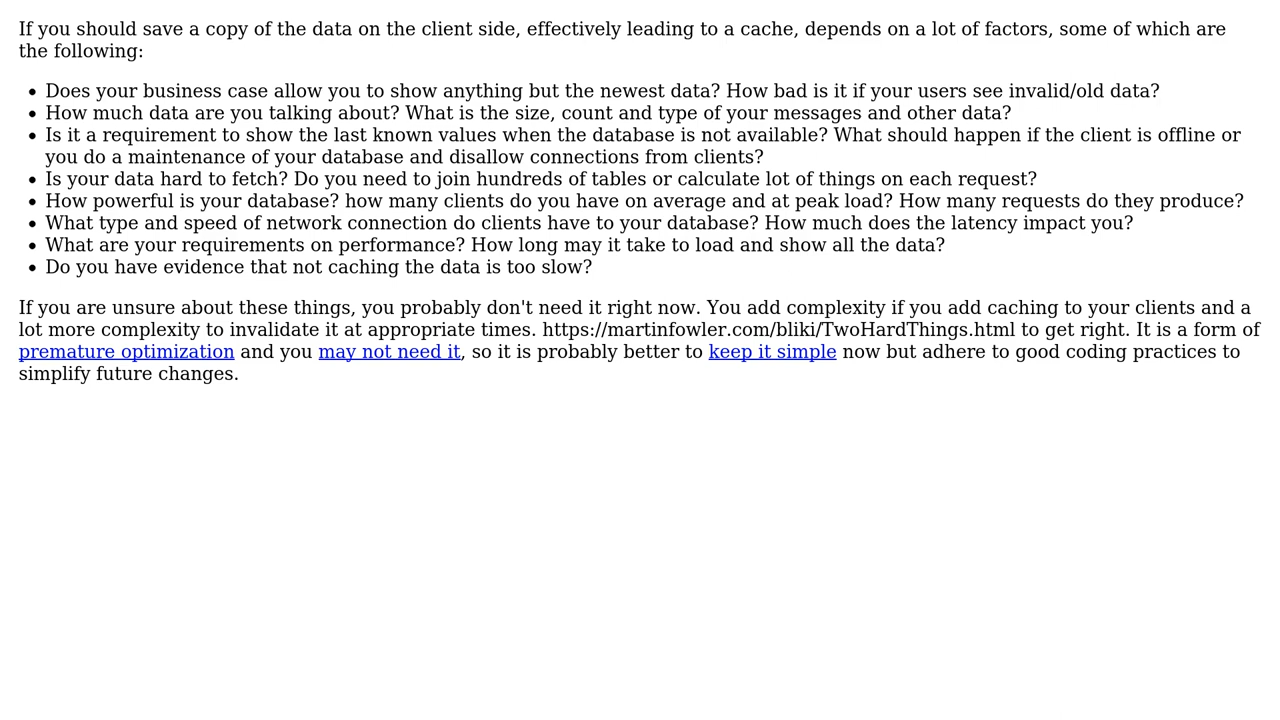 If you should save a copy of the data on the client side, effectively leading to a cache, depends on a lot of factors, some of which are
the following:
• Does your business case allow you to show anything but the newest data? How bad is it if your users see invalid/old data?
• How much data are you talking about? What is the size, count and type of your messages and other data?
• Is it a requirement to show the last known values when the database is not available? What should happen if the client is offline or
you do a maintenance of your database and disallow connections from clients?
• Is your data hard to fetch? Do you need to join hundreds of tables or calculate lot of things on each request?
• How powerful is your database? how many clients do you have on average and at peak load? How many requests do they produce?
• What type and speed of network connection do clients have to your database? How much does the latency impact you?
• What are your requirements on performance? How long may it take to load and show all the data?
• Do you have evidence that not caching the data is too slow?
If you are unsure about these things, you probably don't need it right now. You add complexity if you add caching to your clients and a
lot more complexity to invalidate it at appropriate times. https://martinfowler.com/bliki/TwoHardThings.html to get right. It is a form of
premature optimization and you may not need it, so it is probably better to keep it simple now but adhere to good coding practices to
simplify future changes.